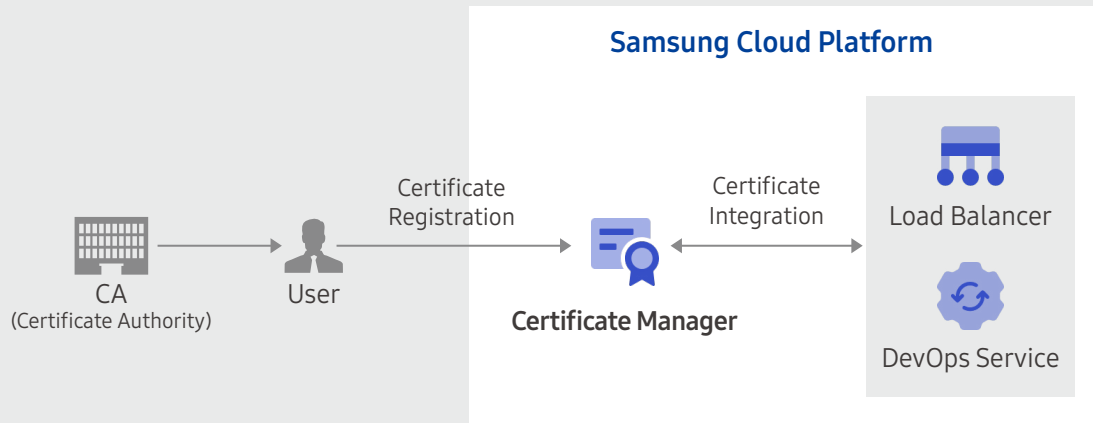 Samsung Cloud Platform
Certificate
Registration
Certificate
Integration
Load Balancer
CA
(Certificate Authority)
User
Certificate Manager
DevOps Service